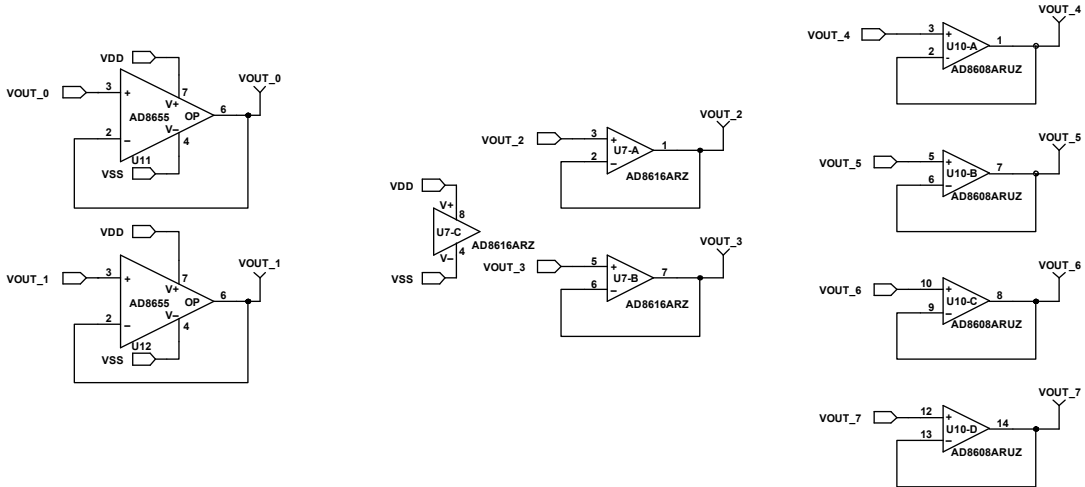 VDD
VOUT_0
3
+
7
V+
AD8655
OP
6
VOUT_0
2
−
V−
4
U11
VSS
VDD
VOUT_1
3
+
7
V+
AD8655
OP
6
VOUT_1
2
−
V−
4
U12
VSS
VDD
V+
8
U7-C
AD8616ARZ
V−
4
VSS
VOUT_2
3
+
U7-A
1
VOUT_2
2
−
AD8616ARZ
VOUT_3
5
+
U7-B
7
VOUT_3
6
−
AD8616ARZ
VOUT_4
3
+
U10-A
1
VOUT_4
2
-
AD8608ARUZ
VOUT_5
5
+
U10-B
7
VOUT_5
6
−
AD8608ARUZ
VOUT_6
10
+
U10-C
8
VOUT_6
9
−
AD8608ARUZ
VOUT_7
12
+
U10-D
14
VOUT_7
13
−
AD8608ARUZ